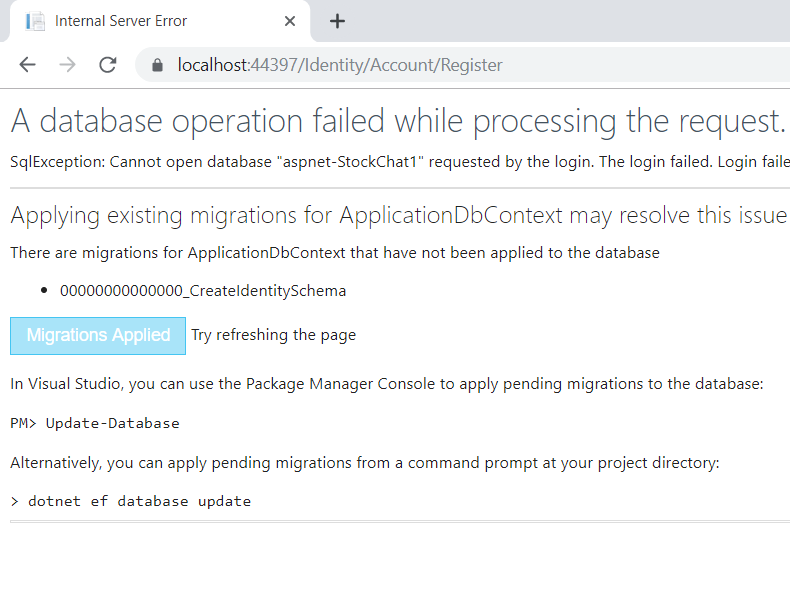 Internal Server Error
localhost:44397/Identity/Account/Register
A database operation failed while processing the request.
SqlException: Cannot open database "aspnet-StockChat1" requested by the login. The login failed. Login faile
Applying existing migrations for ApplicationDbContext may resolve this issue
There are migrations for ApplicationDbContext that have not been applied to the database
• 00000000000000_CreateIdentitySchema
Migrations Applied Try refreshing the page
In Visual Studio, you can use the Package Manager Console to apply pending migrations to the database:
PM> Update-Database
Alternatively, you can apply pending migrations from a command prompt at your project directory:
> dotnet ef database update